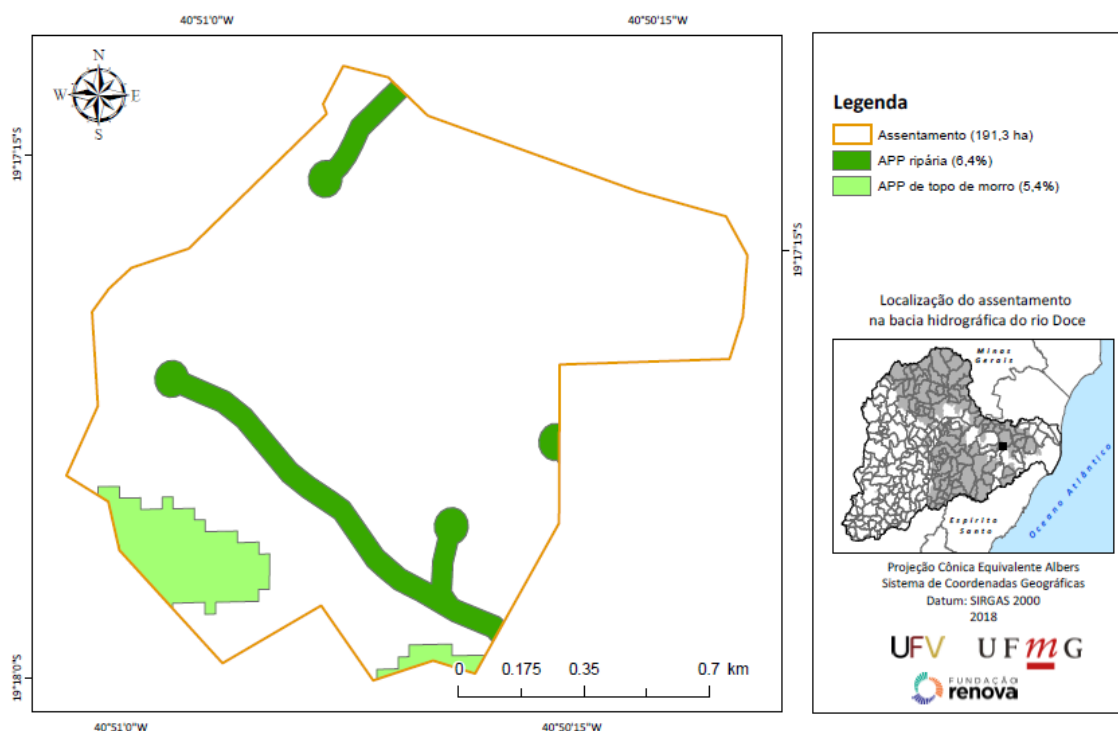 40°51'0"W
40°50'15"W
N
W
E
S
19°17'15"S
19°17'15"S
19°18'0"S
0
0.175
0.35
0.7 km
40°51'0"W
40°50'15"W
Legenda
Assentamento (191,3 ha)
APP ripária (6,4%)
APP de topo de morro (5,4%)
Localização do assentamento
na bacia hidrográfica do rio Doce
Minas
Gerais
Espírito
Santo
Oceano Atlântico
Projeção Cônica Equivalente Albers
Sistema de Coordenadas Geográficas
Datum: SIRGAS 2000
2018
UFV
UFmG
FUNDAÇÃO
renova